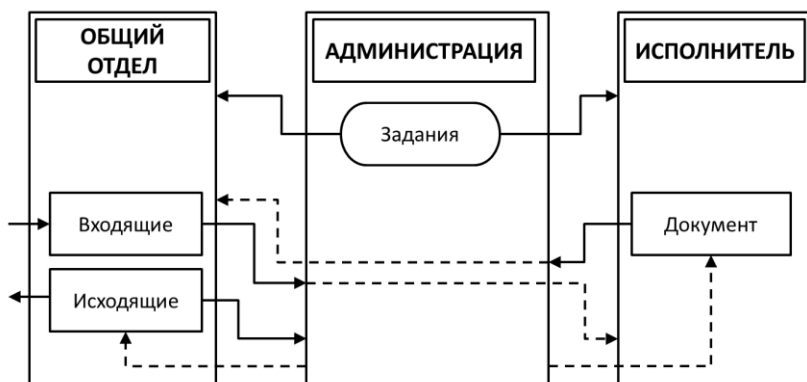 ОБЩИЙ
ОТДЕЛ
АДМИНИСТРАЦИЯ
ИСПОЛНИТЕЛЬ
Задания
Входящие
Документ
Исходящие